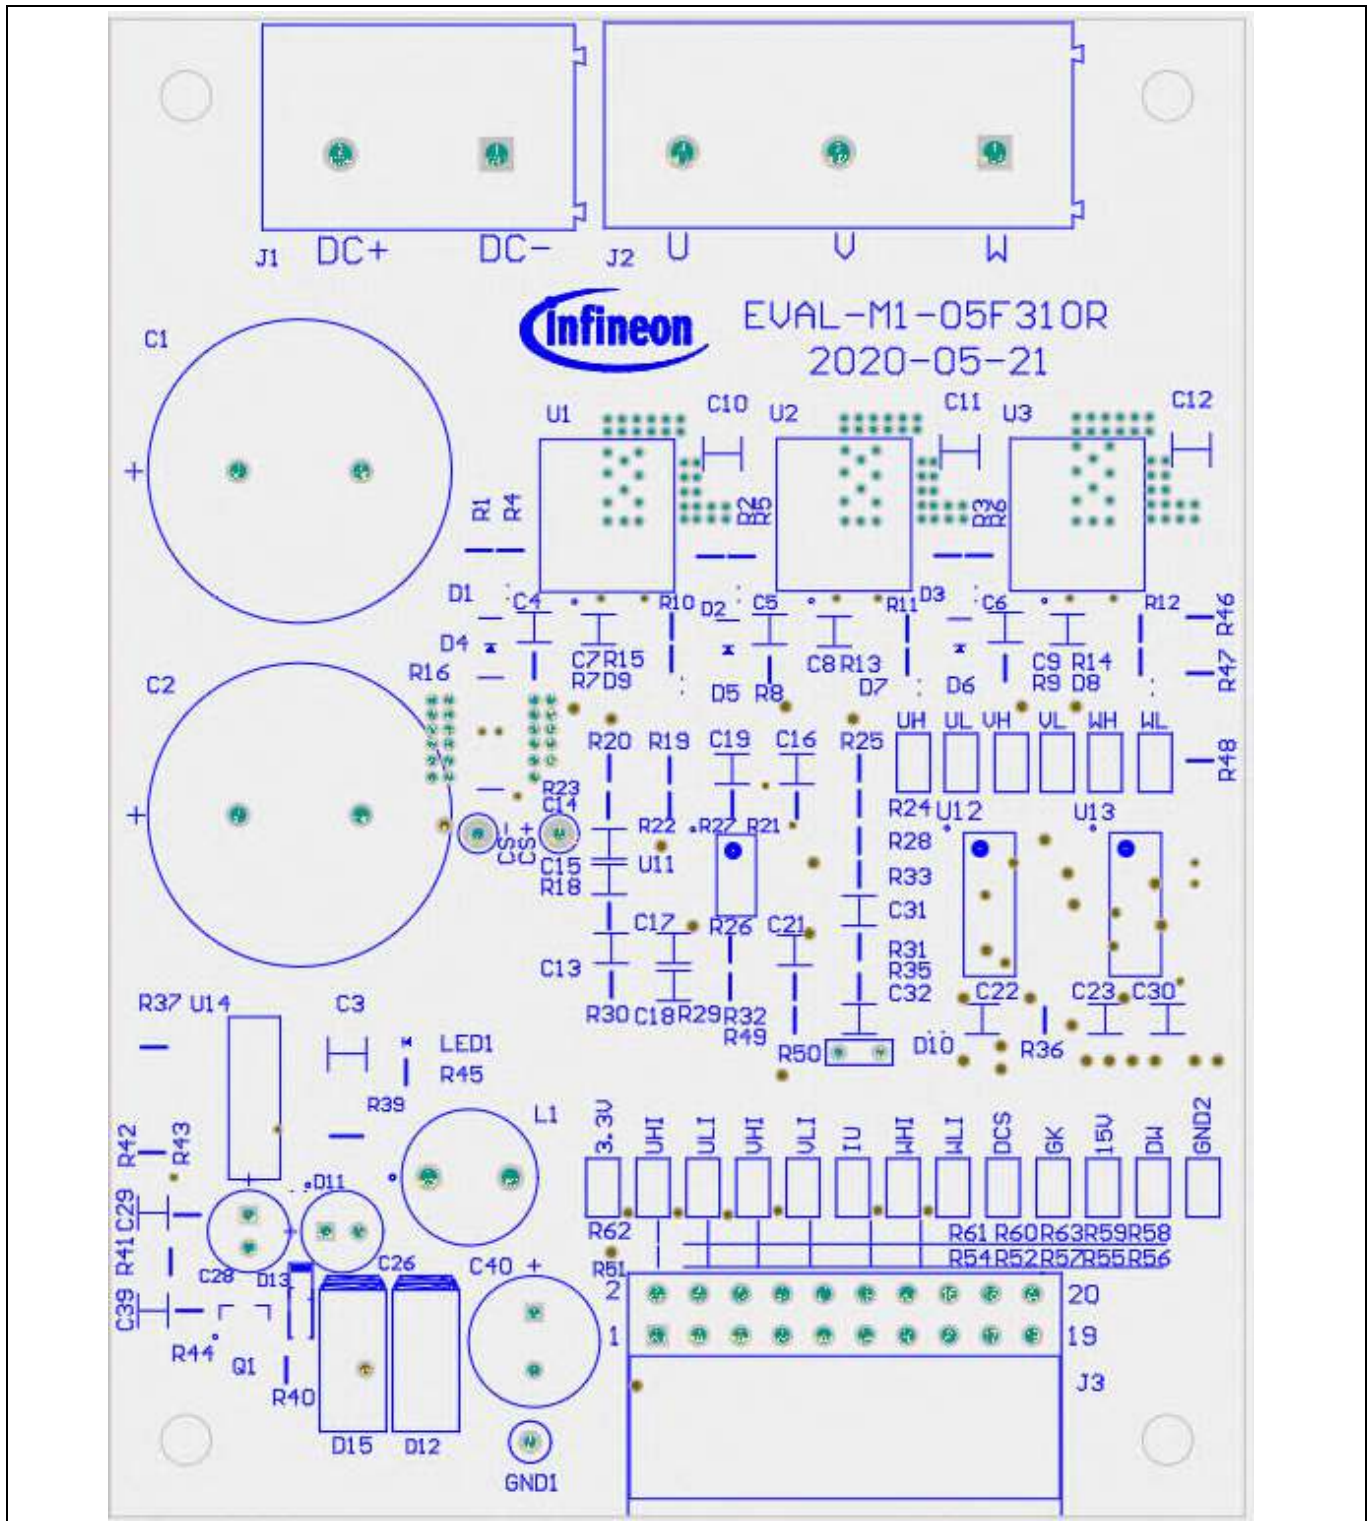 J1 DC+ DC- J2 U V W
infineon EVAL-M1-05F310R
2020-05-21
C1
U1 C10 U2 C11 U3 C12
+
R1 R4 R2 R5 R3 R6
D1 C4 R10 D2 C5 R11 D3 C6 R12 R46
D4 C7 R15 C8 R13 C9 R14
R16 R7 D9 D5 R8 D7 D6 R9 D8 R47
C2
UH UL VH VL WH WL
R20 R19 C19 C16 R25 R48
R23
+ C14 R24 U12 U13
CS- CS+ R22 R27 R21 R28
C15 U11
R18 R33
C31
C17 R26 C21
C13 R31
R35
R37 U14 C3 R30 C18 R29 R32 C32 C22 C23 C30
LED1 R49 R50 D10 R36
R45
R39
L1 3.3V UHI ULI VHI VLI IU WHI WLI DCS GK 15V DW GND2
R42 R43
+ D11
C29 +
R62 R61 R60 R63 R59 R58
R41 R51 R54 R52 R57 R55 R56
C28 D13 C26 C40 +
C39 2 20
R44 1 19
Q1 J3
R40
D15 D12
GND1